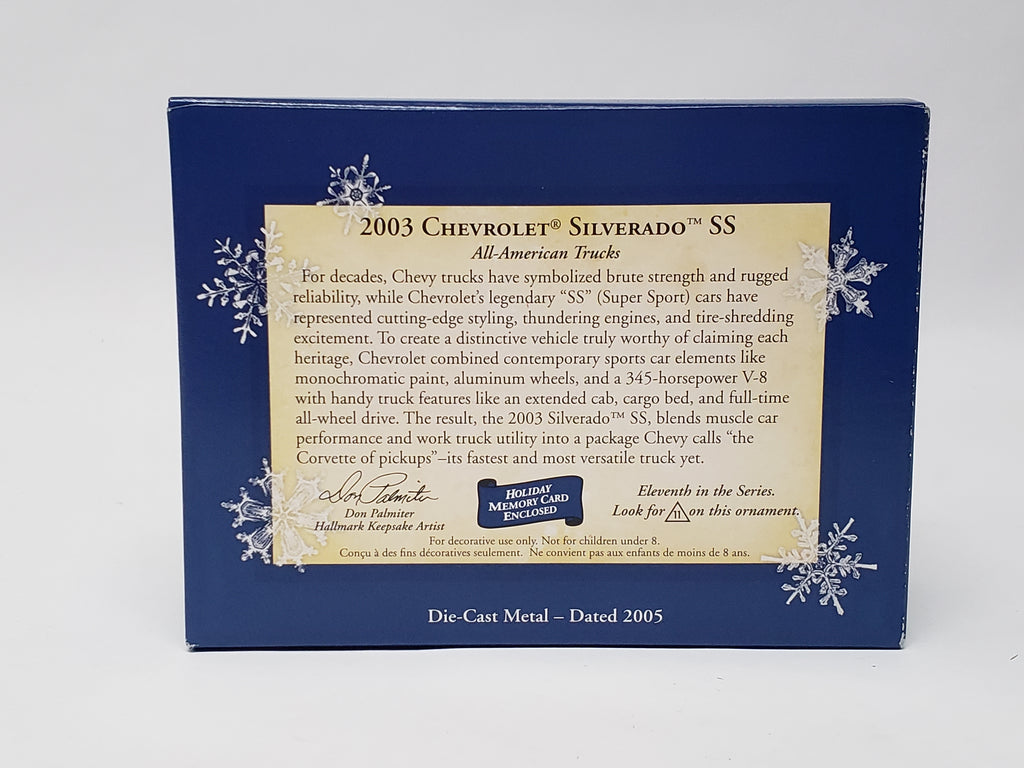 2003 CHEVROLET® SILVERADO™ SS
All-American Trucks
For decades, Chevy trucks have symbolized brute strength and rugged
reliability, while Chevrolet's legendary “SS” (Super Sport) cars have
represented cutting-edge styling, thundering engines, and tire-shredding
excitement. To create a distinctive vehicle truly worthy of claiming each
heritage, Chevrolet combined contemporary sports car elements like
monochromatic paint, aluminum wheels, and a 345-horsepower V-8
with handy truck features like an extended cab, cargo bed, and full-time
all-wheel drive. The result, the 2003 Silverado™ SS, blends muscle car
performance and work truck utility into a package Chevy calls “the
Corvette of pickups”–its fastest and most versatile truck yet.
Don Palmiter
Don Palmiter
Hallmark Keepsake Artist
HOLIDAY
MEMORY CARD
ENCLOSED
Eleventh in the Series.
Look for 11 on this ornament.
For decorative use only. Not for children under 8.
Conçu à des fins décoratives seulement. Ne convient pas aux enfants de moins de 8 ans.
Die-Cast Metal – Dated 2005